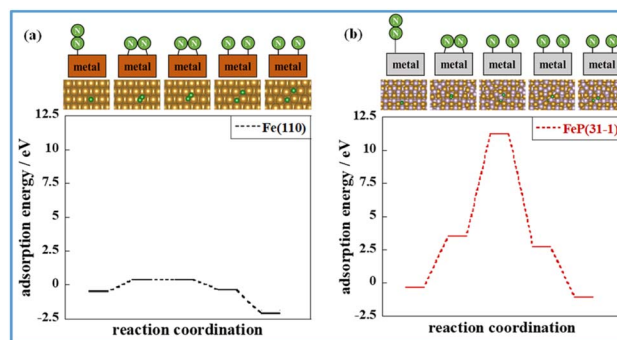 (a)
N
N
N N
N N
N N
N N
metal
metal
metal
metal
metal
12.5
10
7.5
5
2.5
0
-2.5
adsorption energy / eV
Fe(110)
reaction coordination
(b)
N
N
N N
N N
N N
N N
metal
metal
metal
metal
metal
12.5
10
7.5
5
2.5
0
-2.5
adsorption energy / eV
FeP(31-1)
reaction coordination